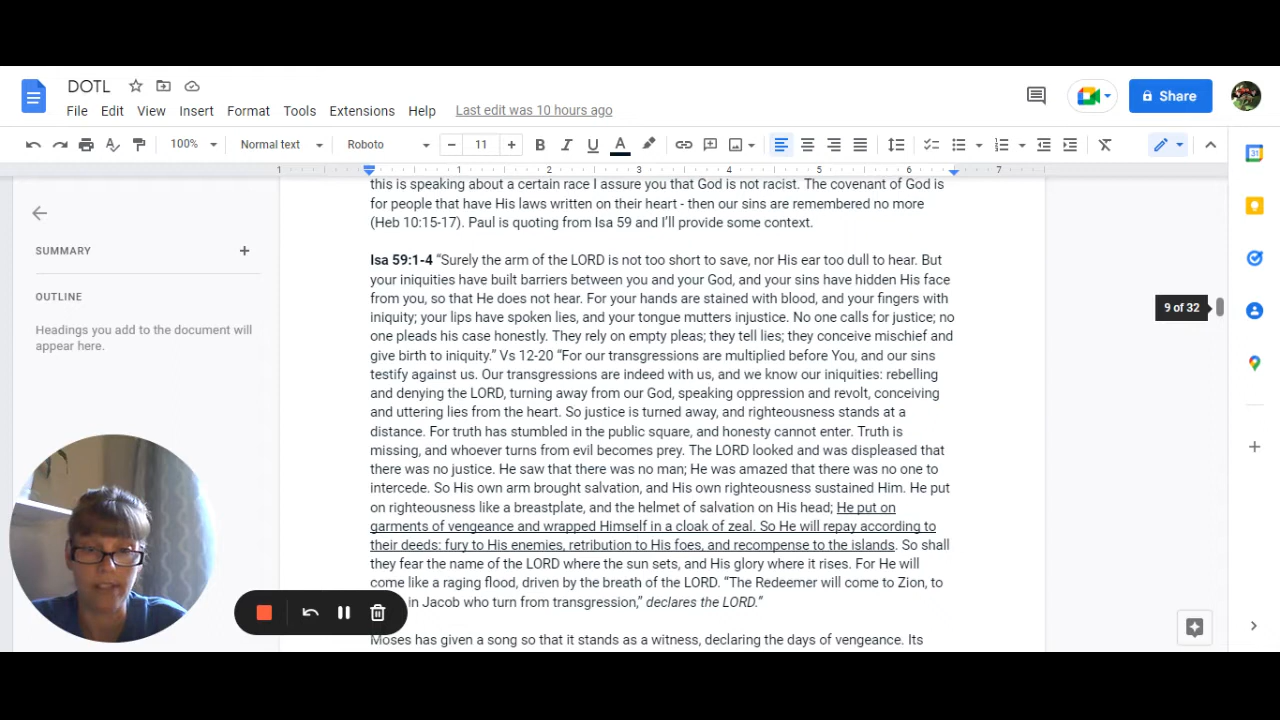 DOTL
File Edit View Insert Format Tools Extensions Help Last edit was 10 hours ago
Share
100% Normal text Roboto 11
1 1 2 3 4 5 6 7
SUMMARY
OUTLINE
Headings you add to the document will
appear here.
this is speaking about a certain race I assure you that God is not racist. The covenant of God is
for people that have His laws written on their heart - then our sins are remembered no more
(Heb 10:15-17). Paul is quoting from Isa 59 and I'll provide some context.
Isa 59:1-4 “Surely the arm of the LORD is not too short to save, nor His ear too dull to hear. But
your iniquities have built barriers between you and your God, and your sins have hidden His face
from you, so that He does not hear. For your hands are stained with blood, and your fingers with
iniquity; your lips have spoken lies, and your tongue mutters injustice. No one calls for justice; no
one pleads his case honestly. They rely on empty pleas; they tell lies; they conceive mischief and
give birth to iniquity.” Vs 12-20 “For our transgressions are multiplied before You, and our sins
testify against us. Our transgressions are indeed with us, and we know our iniquities: rebelling
and denying the LORD, turning away from our God, speaking oppression and revolt, conceiving
and uttering lies from the heart. So justice is turned away, and righteousness stands at a
distance. For truth has stumbled in the public square, and honesty cannot enter. Truth is
missing, and whoever turns from evil becomes prey. The LORD looked and was displeased that
there was no justice. He saw that there was no man; He was amazed that there was no one to
intercede. So His own arm brought salvation, and His own righteousness sustained Him. He put
on righteousness like a breastplate, and the helmet of salvation on His head; He put on
garments of vengeance and wrapped Himself in a cloak of zeal. So He will repay according to
their deeds: fury to His enemies, retribution to His foes, and recompense to the islands. So shall
they fear the name of the LORD where the sun sets, and His glory where it rises. For He will
come like a raging flood, driven by the breath of the LORD. “The Redeemer will come to Zion, to
in Jacob who turn from transgression,” declares the LORD.”
Moses has given a song so that it stands as a witness, declaring the days of vengeance. Its
9 of 32
31